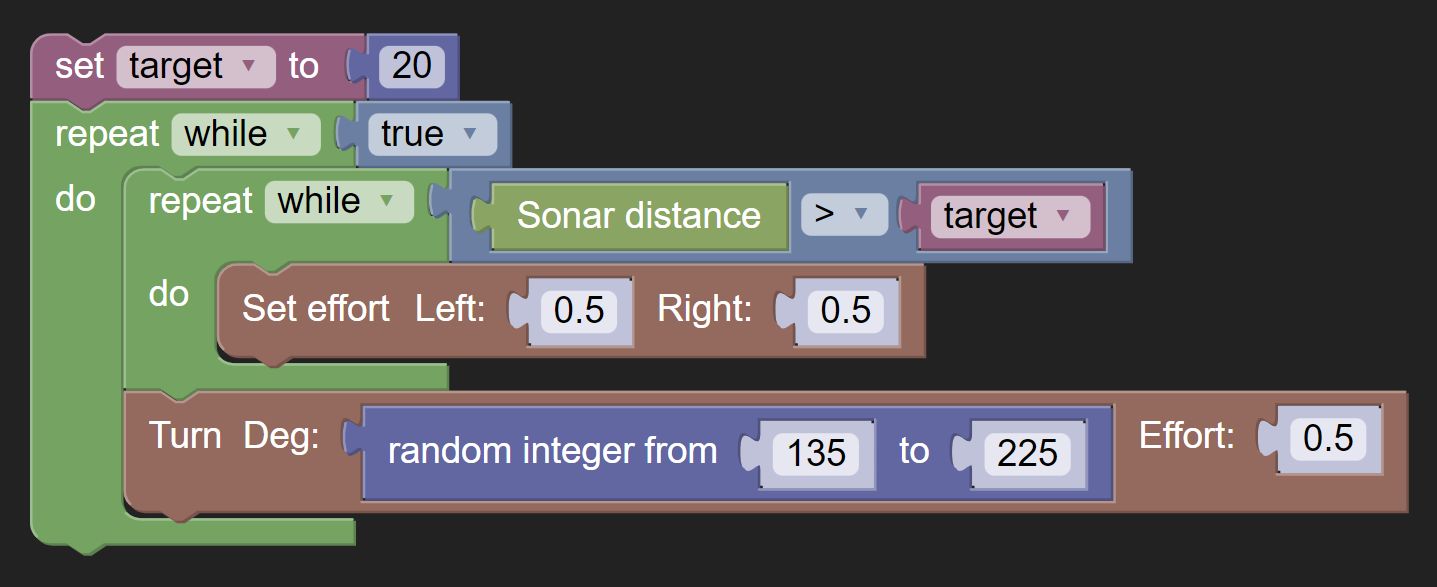 set target to 20
repeat while true
do repeat while Sonar distance > target
do Set effort Left: 0.5 Right: 0.5
Turn Deg: random integer from 135 to 225 Effort: 0.5